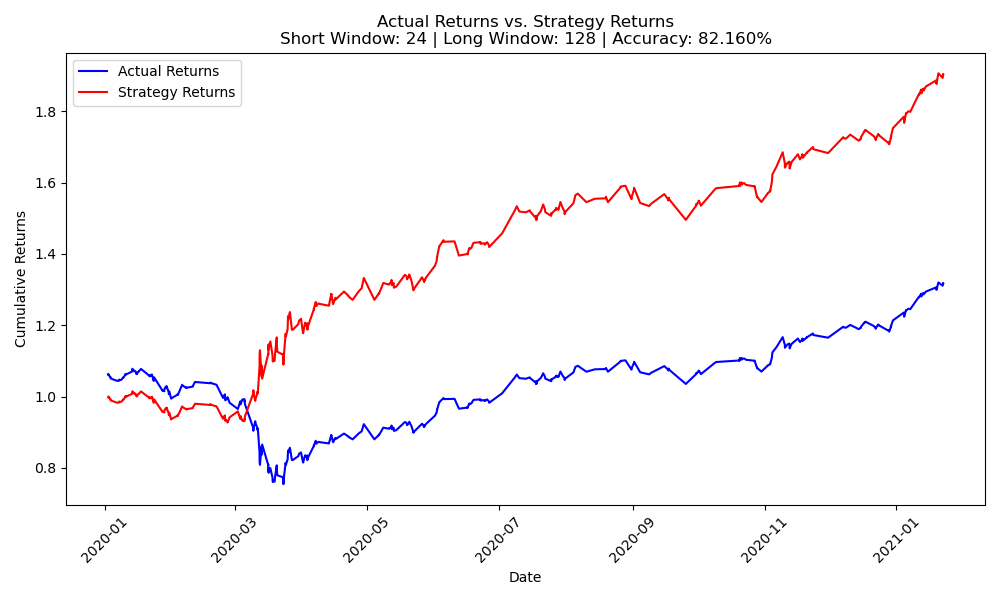 Actual Returns vs. Strategy Returns
Short Window: 24 | Long Window: 128 | Accuracy: 82.160%
Actual Returns
Strategy Returns
Cumulative Returns
1.8
1.6
1.4
1.2
1.0
0.8
2020-01
2020-03
2020-05
2020-07
2020-09
2020-11
2021-01
Date